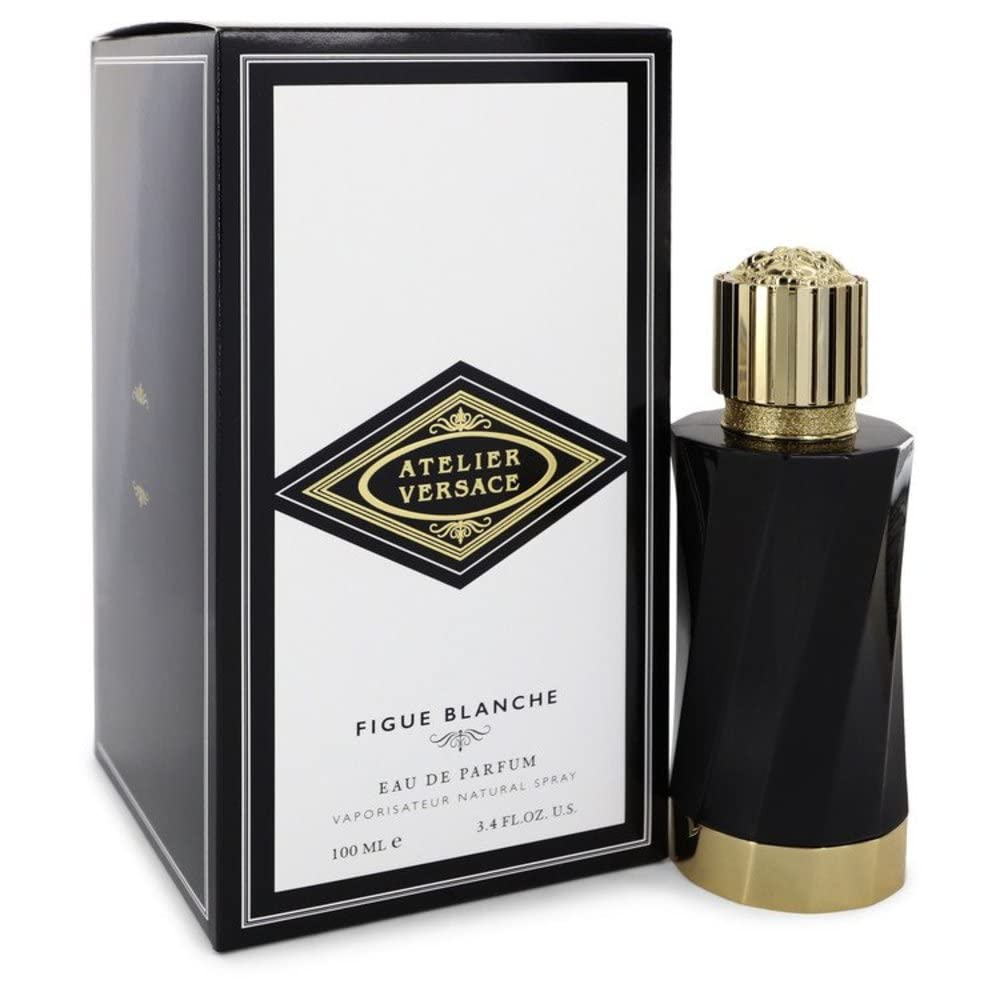 ATELIER
VERSACE
FIGUE BLANCHE
EAU DE PARFUM
VAPORISATEUR NATURAL SPRAY
100 ML e 3.4 FL.OZ. U.S.